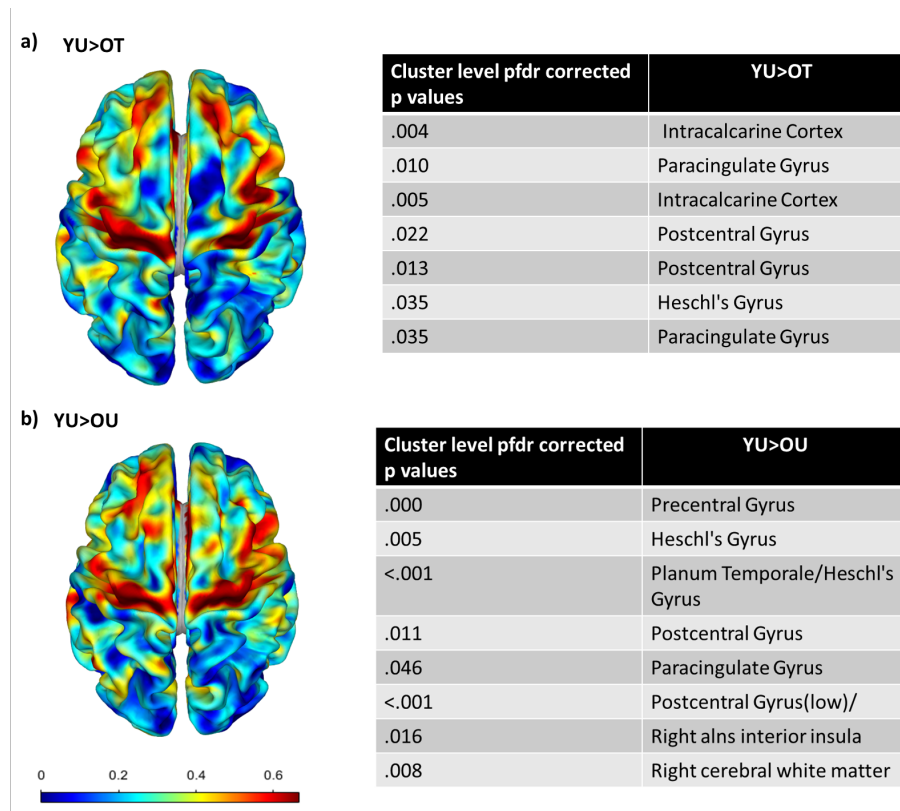 a) YU>OT
Cluster level pfdr corrected
p values
YU>OT
.004 Intracalcarine Cortex
.010 Paracingulate Gyrus
.005 Intracalcarine Cortex
.022 Postcentral Gyrus
.013 Postcentral Gyrus
.035 Heschl's Gyrus
.035 Paracingulate Gyrus
b) YU>OU
Cluster level pfdr corrected
p values
YU>OU
.000 Precentral Gyrus
.005 Heschl's Gyrus
<.001 Planum Temporale/Heschl's
Gyrus
.011 Postcentral Gyrus
.046 Paracingulate Gyrus
<.001 Postcentral Gyrus(low)/
.016 Right alns interior insula
.008 Right cerebral white matter
0 0.2 0.4 0.6